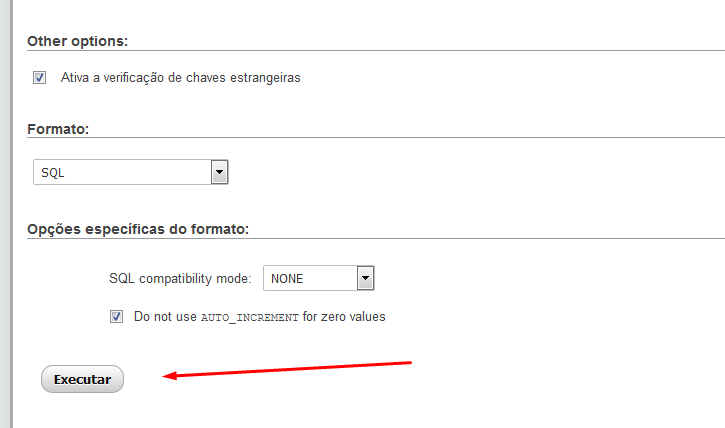 Other options:
Ativa a verificação de chaves estrangeiras
Formato:
SQL
Opções específicas do formato:
SQL compatibility mode: NONE
Do not use AUTO_INCREMENT for zero values
Executar